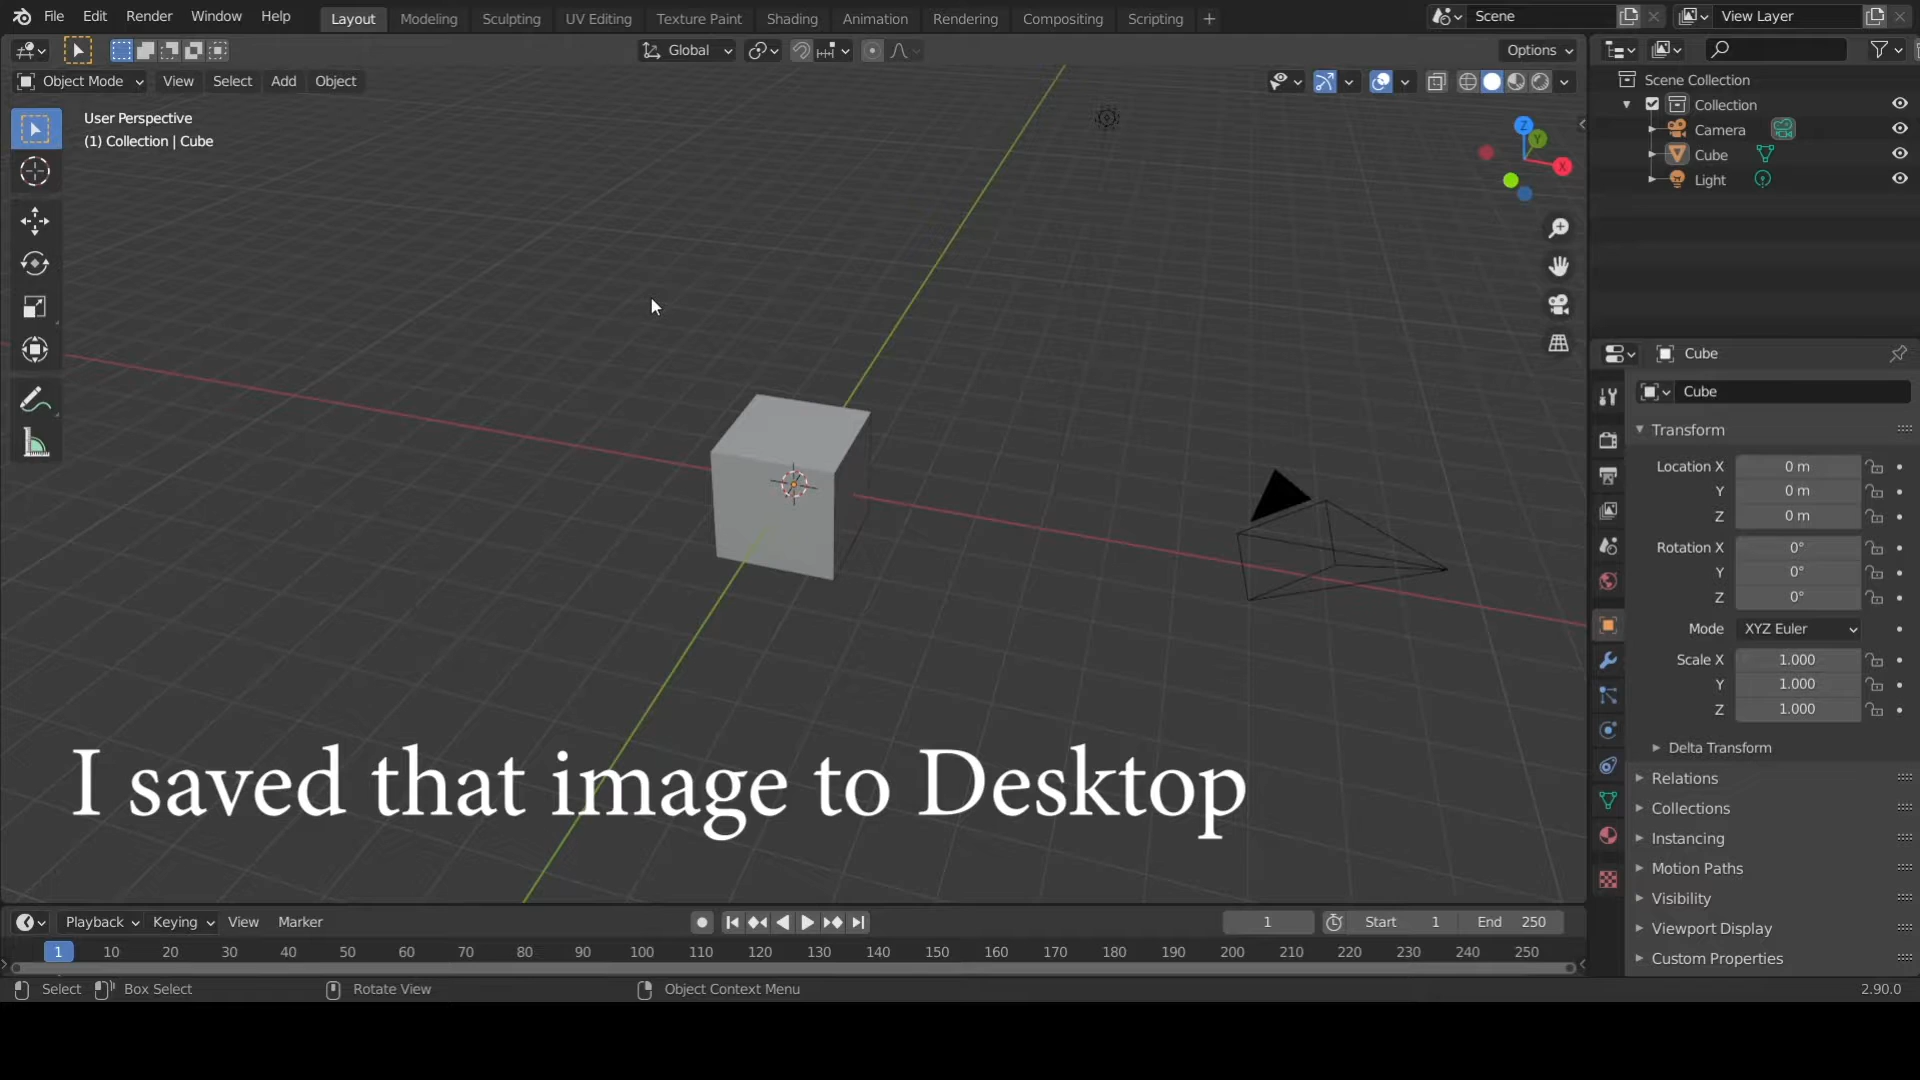 File Edit Render Window Help Layout Modeling Sculpting UV Editing Texture Paint Shading Animation Rendering Compositing Scripting + Scene View Layer
Global Options
Object Mode View Select Add Object
User Perspective
(1) Collection | Cube
Z Y X
Scene Collection
Collection
Camera
Cube
Light
Cube
Cube
Transform
Location X 0 m
Y 0 m
Z 0 m
Rotation X 0°
Y 0°
Z 0°
Mode XYZ Euler
Scale X 1.000
Y 1.000
Z 1.000
Delta Transform
Relations
Collections
Instancing
Motion Paths
Visibility
Viewport Display
Custom Properties
I saved that image to Desktop
Playback Keying View Marker 1 Start 1 End 250
1 10 20 30 40 50 60 70 80 90 100 110 120 130 140 150 160 170 180 190 200 210 220 230 240 250
Select Box Select Rotate View Object Context Menu 2.90.0